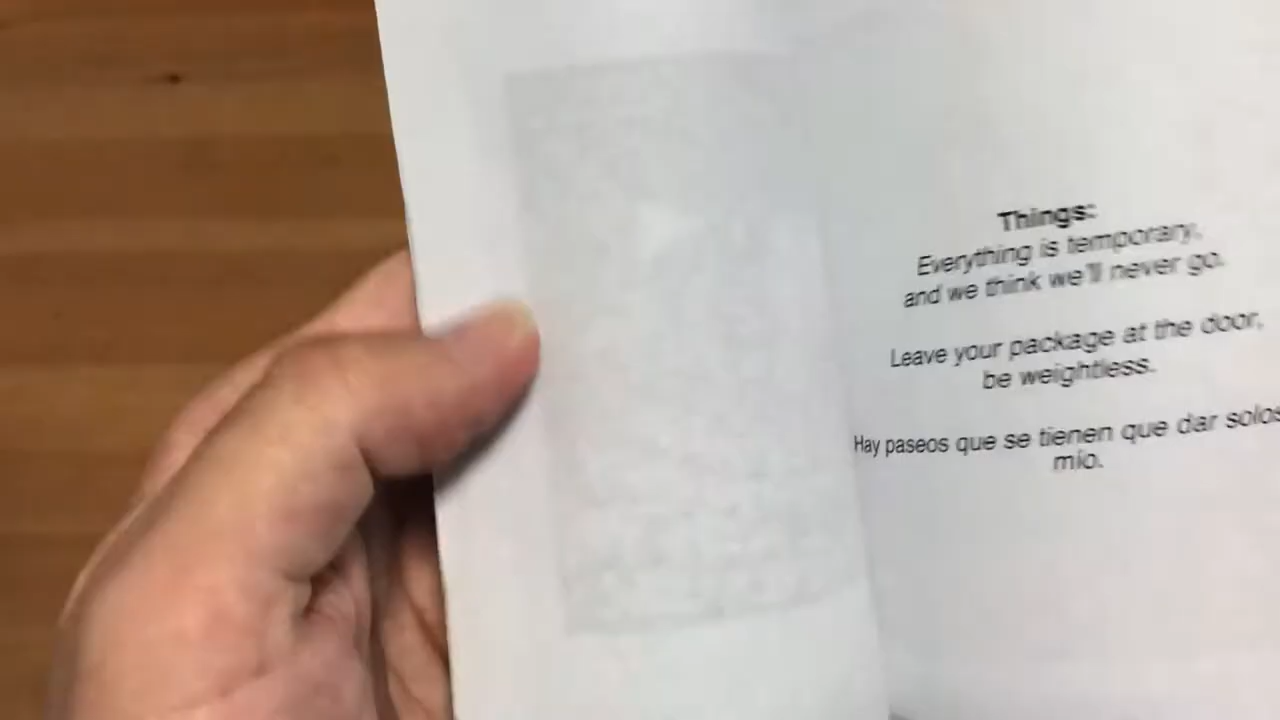 Things:
Everything is temporary,
and we think we'll never go.
Leave your package at the door,
be weightless.
Hay paseos que se tienen que dar solos
mío.